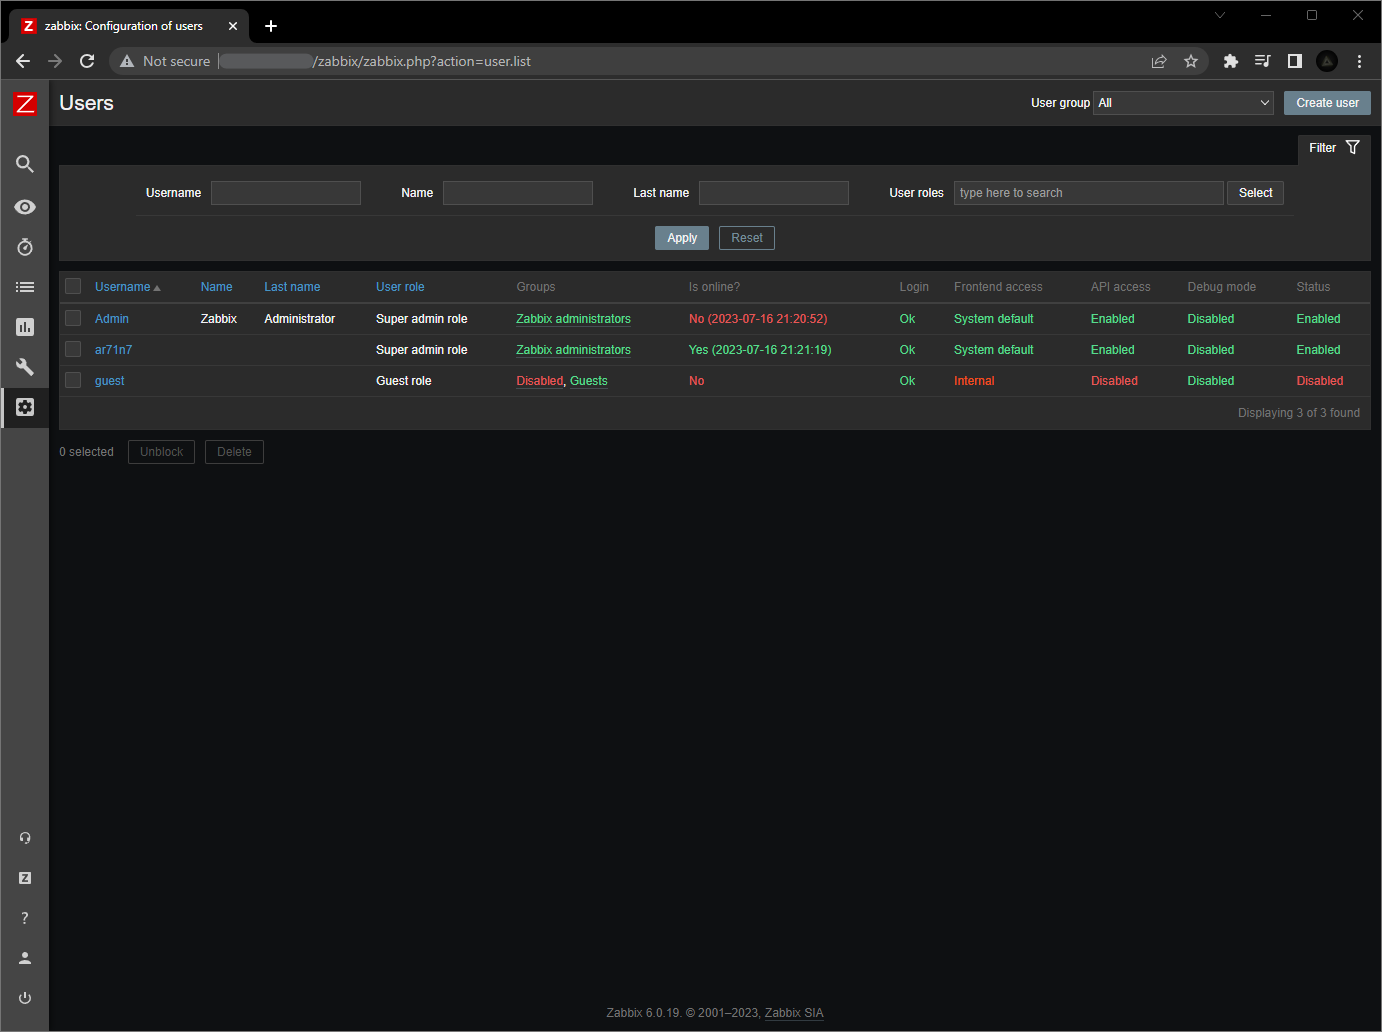 Z zabbix: Configuration of users
Not secure /zabbix/zabbix.php?action=user.list
Z Users User group All Create user
Filter
Username Name Last name User roles type here to search Select
Apply Reset
Username Name Last name User role Groups Is online? Login Frontend access API access Debug mode Status
Admin Zabbix Administrator Super admin role Zabbix administrators No (2023-07-16 21:20:52) Ok System default Enabled Disabled Enabled
ar71n7 Super admin role Zabbix administrators Yes (2023-07-16 21:21:19) Ok System default Enabled Disabled Enabled
guest Guest role Disabled, Guests No Ok Internal Disabled Disabled Disabled
Displaying 3 of 3 found
0 selected Unblock Delete
Z
?
Zabbix 6.0.19. © 2001–2023, Zabbix SIA